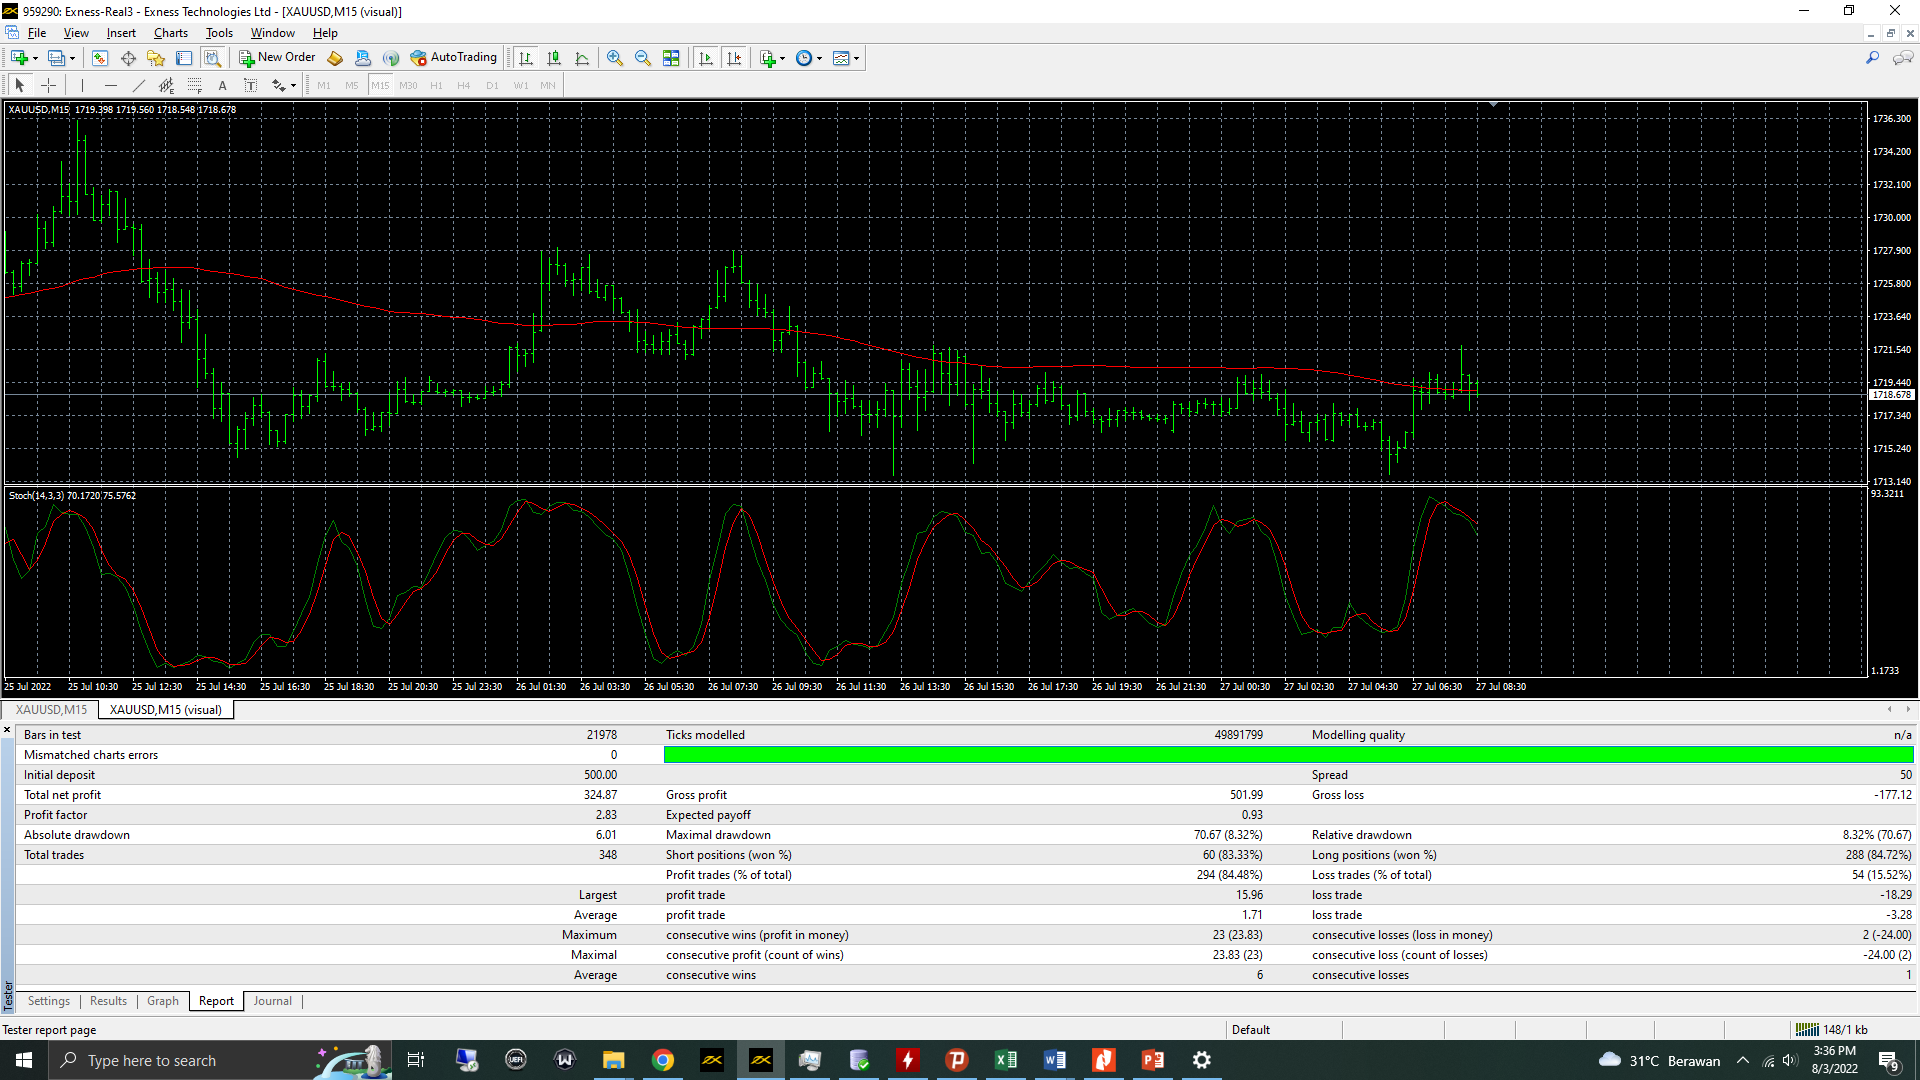 959290: Exness-Real3 - Exness Technologies Ltd - [XAUUSD,M15 (visual)]
File View Insert Charts Tools Window Help
New Order AutoTrading
A T M1 M5 M15 M30 H1 H4 D1 W1 MN
XAUUSD,M15 1719.398 1719.560 1718.548 1718.678
1736.300
1734.200
1732.100
1730.000
1727.900
1725.800
1723.640
1721.540
1719.440
1718.678
1717.340
1715.240
1713.140
Stoch(14,3,3) 70.1720 75.5762
93.3211
1.1733
25 Jul 2022 25 Jul 10:30 25 Jul 12:30 25 Jul 14:30 25 Jul 16:30 25 Jul 18:30 25 Jul 20:30 25 Jul 23:30 26 Jul 01:30 26 Jul 03:30 26 Jul 05:30 26 Jul 07:30 26 Jul 09:30 26 Jul 11:30 26 Jul 13:30 26 Jul 15:30 26 Jul 17:30 26 Jul 19:30 26 Jul 21:30 27 Jul 00:30 27 Jul 02:30 27 Jul 04:30 27 Jul 06:30 27 Jul 08:30
XAUUSD,M15 XAUUSD,M15 (visual)
Bars in test 21978 Ticks modelled 49891799 Modelling quality n/a
Mismatched charts errors 0
Initial deposit 500.00 Spread 50
Total net profit 324.87 Gross profit 501.99 Gross loss -177.12
Profit factor 2.83 Expected payoff 0.93
Absolute drawdown 6.01 Maximal drawdown 70.67 (8.32%) Relative drawdown 8.32% (70.67)
Total trades 348 Short positions (won %) 60 (83.33%) Long positions (won %) 288 (84.72%)
Profit trades (% of total) 294 (84.48%) Loss trades (% of total) 54 (15.52%)
Largest profit trade 15.96 loss trade -18.29
Average profit trade 1.71 loss trade -3.28
Maximum consecutive wins (profit in money) 23 (23.83) consecutive losses (loss in money) 2 (-24.00)
Maximal consecutive profit (count of wins) 23.83 (23) consecutive loss (count of losses) -24.00 (2)
Average consecutive wins 6 consecutive losses 1
Tester
Settings Results Graph Report Journal
Tester report page Default 148/1 kb
Type here to search 31°C Berawan 3:36 PM
8/3/2022 9